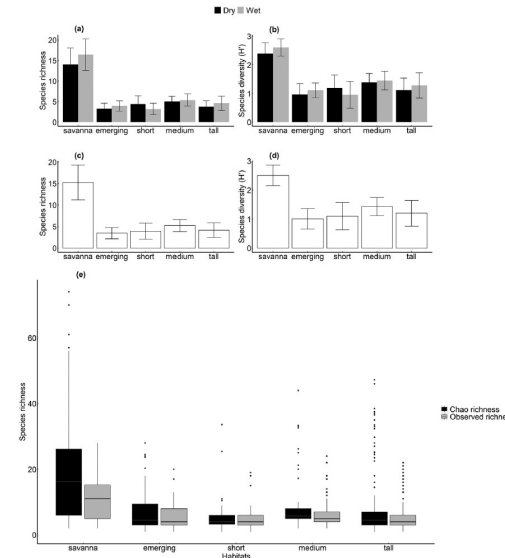 Dry Wet
(a)
Species richness
20
15
10
5
0
savanna emerging short medium tall
(b)
Species diversity (H')
3
2
1
0
savanna emerging short medium tall
(c)
Species richness
20
15
10
5
0
savanna emerging short medium tall
(d)
Species diversity (H')
3
2
1
0
savanna emerging short medium tall
(e)
Species richness
60
40
20
0
savanna emerging short medium tall
Habitats
Chao richness
Observed richne